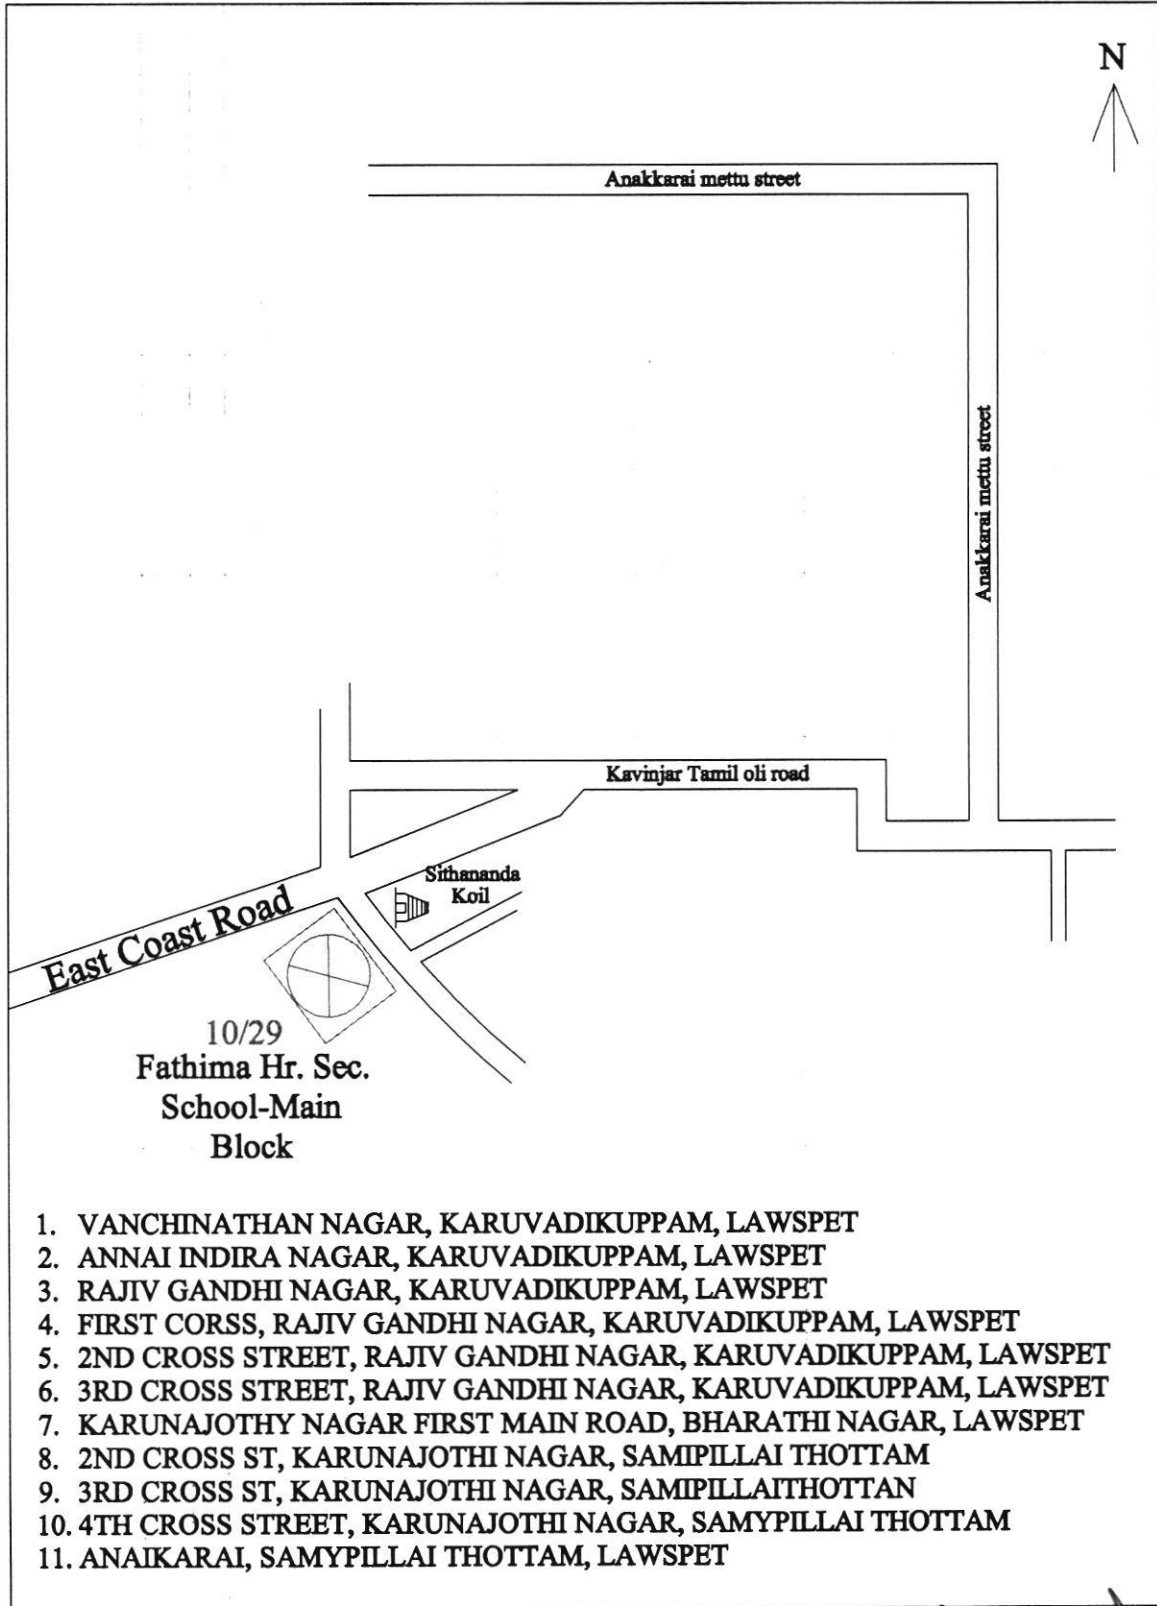 N
Anakkarai mettu street
Anakkarai mettu street
Kavinjar Tamil oli road
Sithananda
Koil
East Coast Road
10/29
Fathima Hr. Sec.
School-Main
Block
1. VANCHINATHAN NAGAR, KARUVADIKUPPAM, LAWSPET
2. ANNAI INDIRA NAGAR, KARUVADIKUPPAM, LAWSPET
3. RAJIV GANDHI NAGAR, KARUVADIKUPPAM, LAWSPET
4. FIRST CORSS, RAJIV GANDHI NAGAR, KARUVADIKUPPAM, LAWSPET
5. 2ND CROSS STREET, RAJIV GANDHI NAGAR, KARUVADIKUPPAM, LAWSPET
6. 3RD CROSS STREET, RAJIV GANDHI NAGAR, KARUVADIKUPPAM, LAWSPET
7. KARUNAJOTHY NAGAR FIRST MAIN ROAD, BHARATHI NAGAR, LAWSPET
8. 2ND CROSS ST, KARUNAJOTHI NAGAR, SAMIPILLAI THOTTAM
9. 3RD CROSS ST, KARUNAJOTHI NAGAR, SAMIPILLAITHOTTAN
10. 4TH CROSS STREET, KARUNAJOTHI NAGAR, SAMYPILLAI THOTTAM
11. ANAIKARAI, SAMYPILLAI THOTTAM, LAWSPET